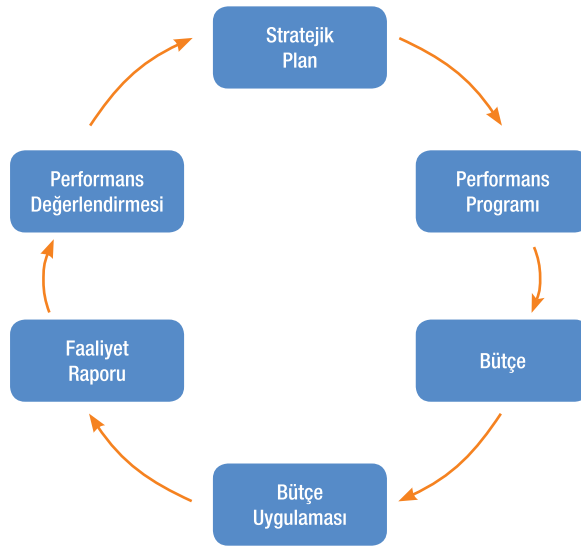 Stratejik
Plan
Performans
Programı
Bütçe
Bütçe
Uygulaması
Faaliyet
Raporu
Performans
Değerlendirmesi